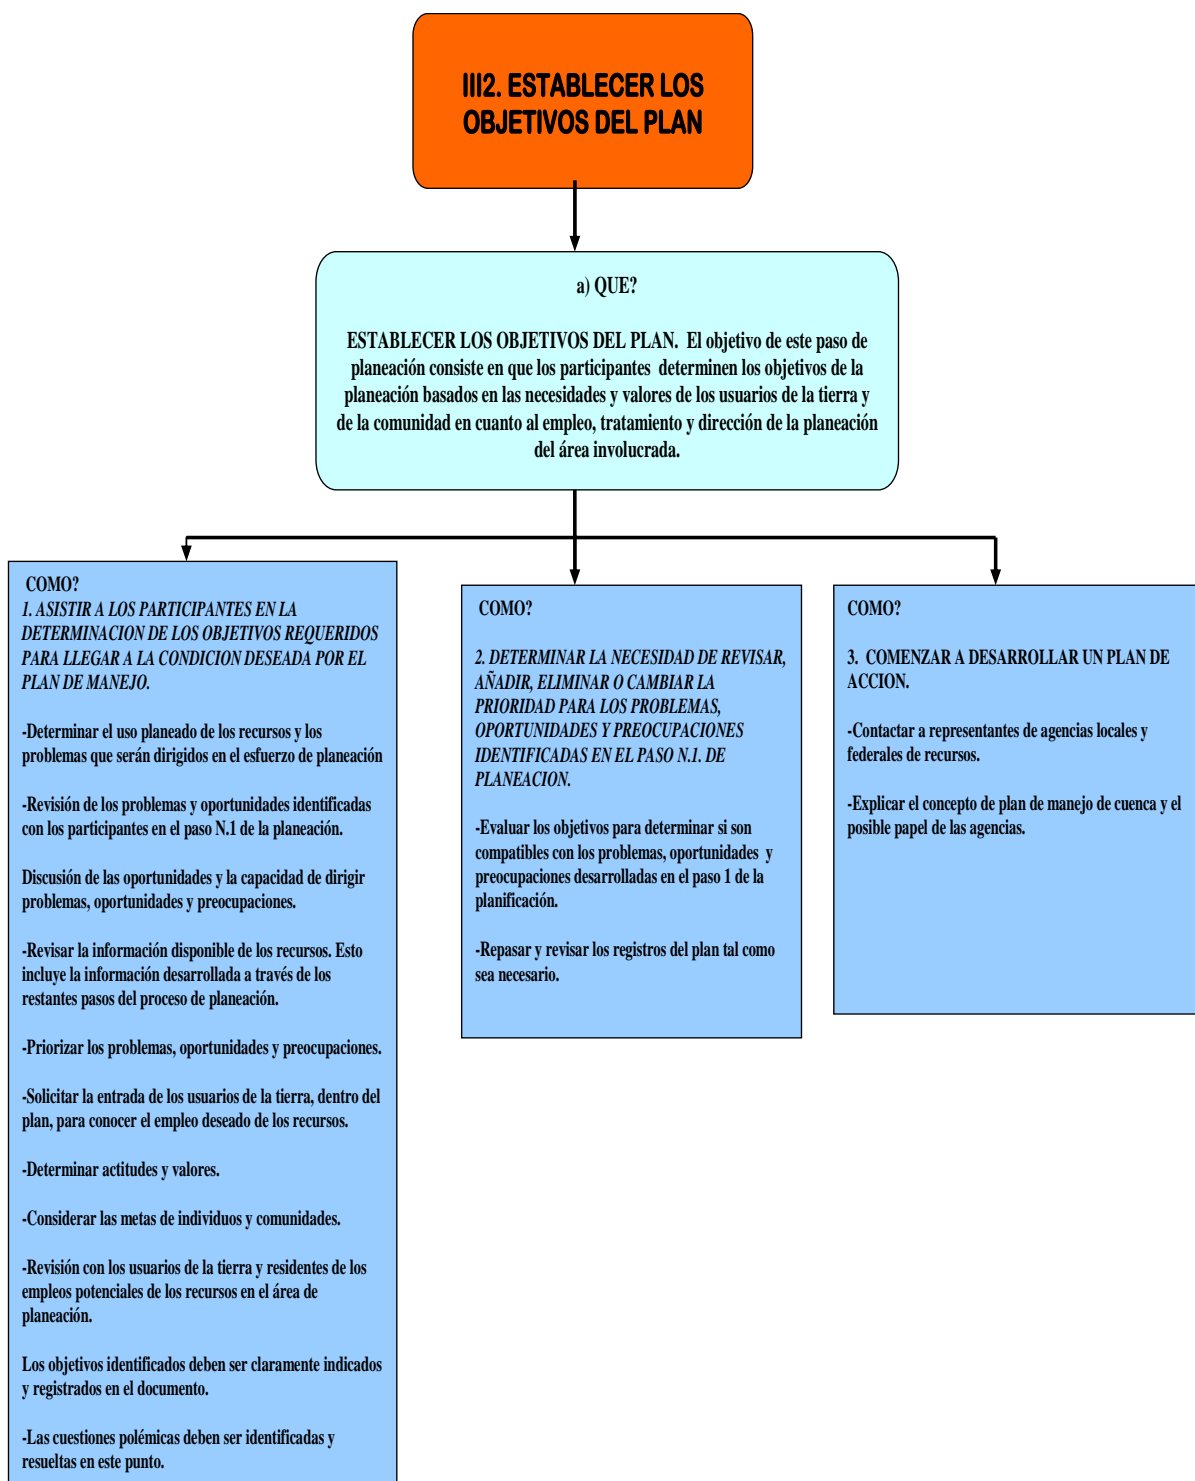 III2. ESTABLECER LOS
OBJETIVOS DEL PLAN
a) QUE?
ESTABLECER LOS OBJETIVOS DEL PLAN. El objetivo de este paso de
planeación consiste en que los participantes determinen los objetivos de la
planeación basados en las necesidades y valores de los usuarios de la tierra y
de la comunidad en cuanto al empleo, tratamiento y dirección de la planeación
del área involucrada.
COMO?
1. ASISTIR A LOS PARTICIPANTES EN LA
DETERMINACION DE LOS OBJETIVOS REQUERIDOS
PARA LLEGAR A LA CONDICION DESEADA POR EL
PLAN DE MANEJO.
-Determinar el uso planeado de los recursos y los
problemas que serán dirigidos en el esfuerzo de planeación
-Revisión de los problemas y oportunidades identificadas
con los participantes en el paso N.1 de la planeación.
Discusión de las oportunidades y la capacidad de dirigir
problemas, oportunidades y preocupaciones.
-Revisar la información disponible de los recursos. Esto
incluye la información desarrollada a través de los
restantes pasos del proceso de planeación.
-Priorizar los problemas, oportunidades y preocupaciones.
-Solicitar la entrada de los usuarios de la tierra, dentro del
plan, para conocer el empleo deseado de los recursos.
-Determinar actitudes y valores.
-Considerar las metas de individuos y comunidades.
-Revisión con los usuarios de la tierra y residentes de los
empleos potenciales de los recursos en el área de
planeación.
Los objetivos identificados deben ser claramente indicados
y registrados en el documento.
-Las cuestiones polémicas deben ser identificadas y
resueltas en este punto.
COMO?
2. DETERMINAR LA NECESIDAD DE REVISAR,
AÑADIR, ELIMINAR O CAMBIAR LA
PRIORIDAD PARA LOS PROBLEMAS,
OPORTUNIDADES Y PREOCUPACIONES
IDENTIFICADAS EN EL PASO N.1. DE
PLANEACION.
-Evaluar los objetivos para determinar si son
compatibles con los problemas, oportunidades y
preocupaciones desarrolladas en el paso 1 de la
planificación.
-Repasar y revisar los registros del plan tal como
sea necesario.
COMO?
3. COMENZAR A DESARROLLAR UN PLAN DE
ACCION.
-Contactar a representantes de agencias locales y
federales de recursos.
-Explicar el concepto de plan de manejo de cuenca y el
posible papel de las agencias.